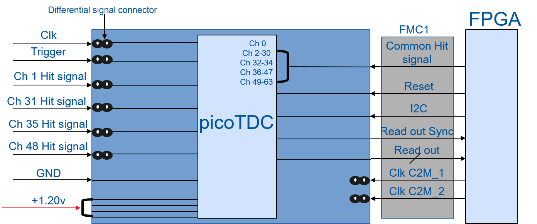 Differential signal connector
FPGA
FMC1
Clk
Trigger
Ch 1 Hit signal
Ch 31 Hit signal
Ch 35 Hit signal
Ch 48 Hit signal
GND
+1.20v
Ch 0
Ch 2-30
Ch 32-34
Ch 36-47
Ch 49-63
picoTDC
Common Hit
signal
Reset
I2C
Read out Sync
Read out
Clk C2M_1
Clk C2M_2